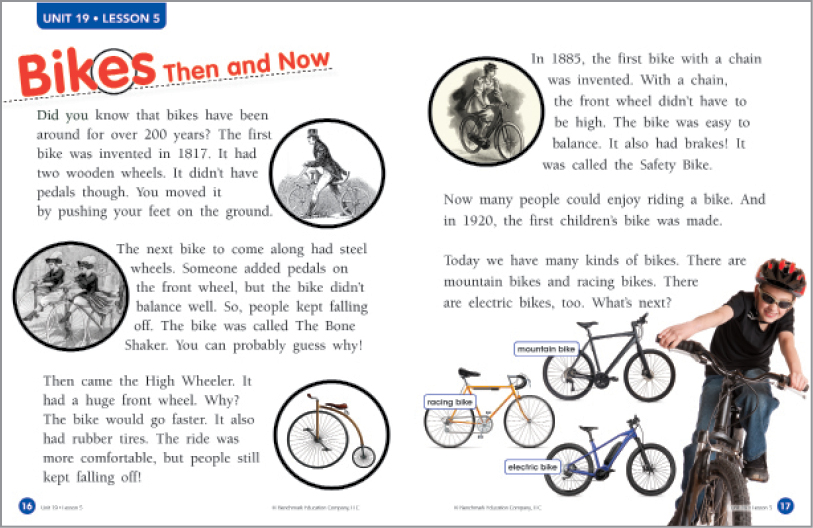 UNIT 19 • LESSON 5
Bikes Then and Now
Did you know that bikes have been
around for over 200 years? The first
bike was invented in 1817. It had
two wooden wheels. It didn't have
pedals though. You moved it
by pushing your feet on the ground.
The next bike to come along had steel
wheels. Someone added pedals on
the front wheel, but the bike didn't
balance well. So, people kept falling
off. The bike was called The Bone
Shaker. You can probably guess why!
Then came the High Wheeler. It
had a huge front wheel. Why?
The bike would go faster. It also
had rubber tires. The ride was
more comfortable, but people still
kept falling off!
16 Unit 19 • Lesson 5
© Benchmark Education Company, LLC
In 1885, the first bike with a chain
was invented. With a chain,
the front wheel didn't have to
be high. The bike was easy to
balance. It also had brakes! It
was called the Safety Bike.
Now many people could enjoy riding a bike. And
in 1920, the first children's bike was made.
Today we have many kinds of bikes. There are
mountain bikes and racing bikes. There
are electric bikes, too. What's next?
mountain bike
racing bike
electric bike
© Benchmark Education Company, LLC
Unit 19 • Lesson 5 17